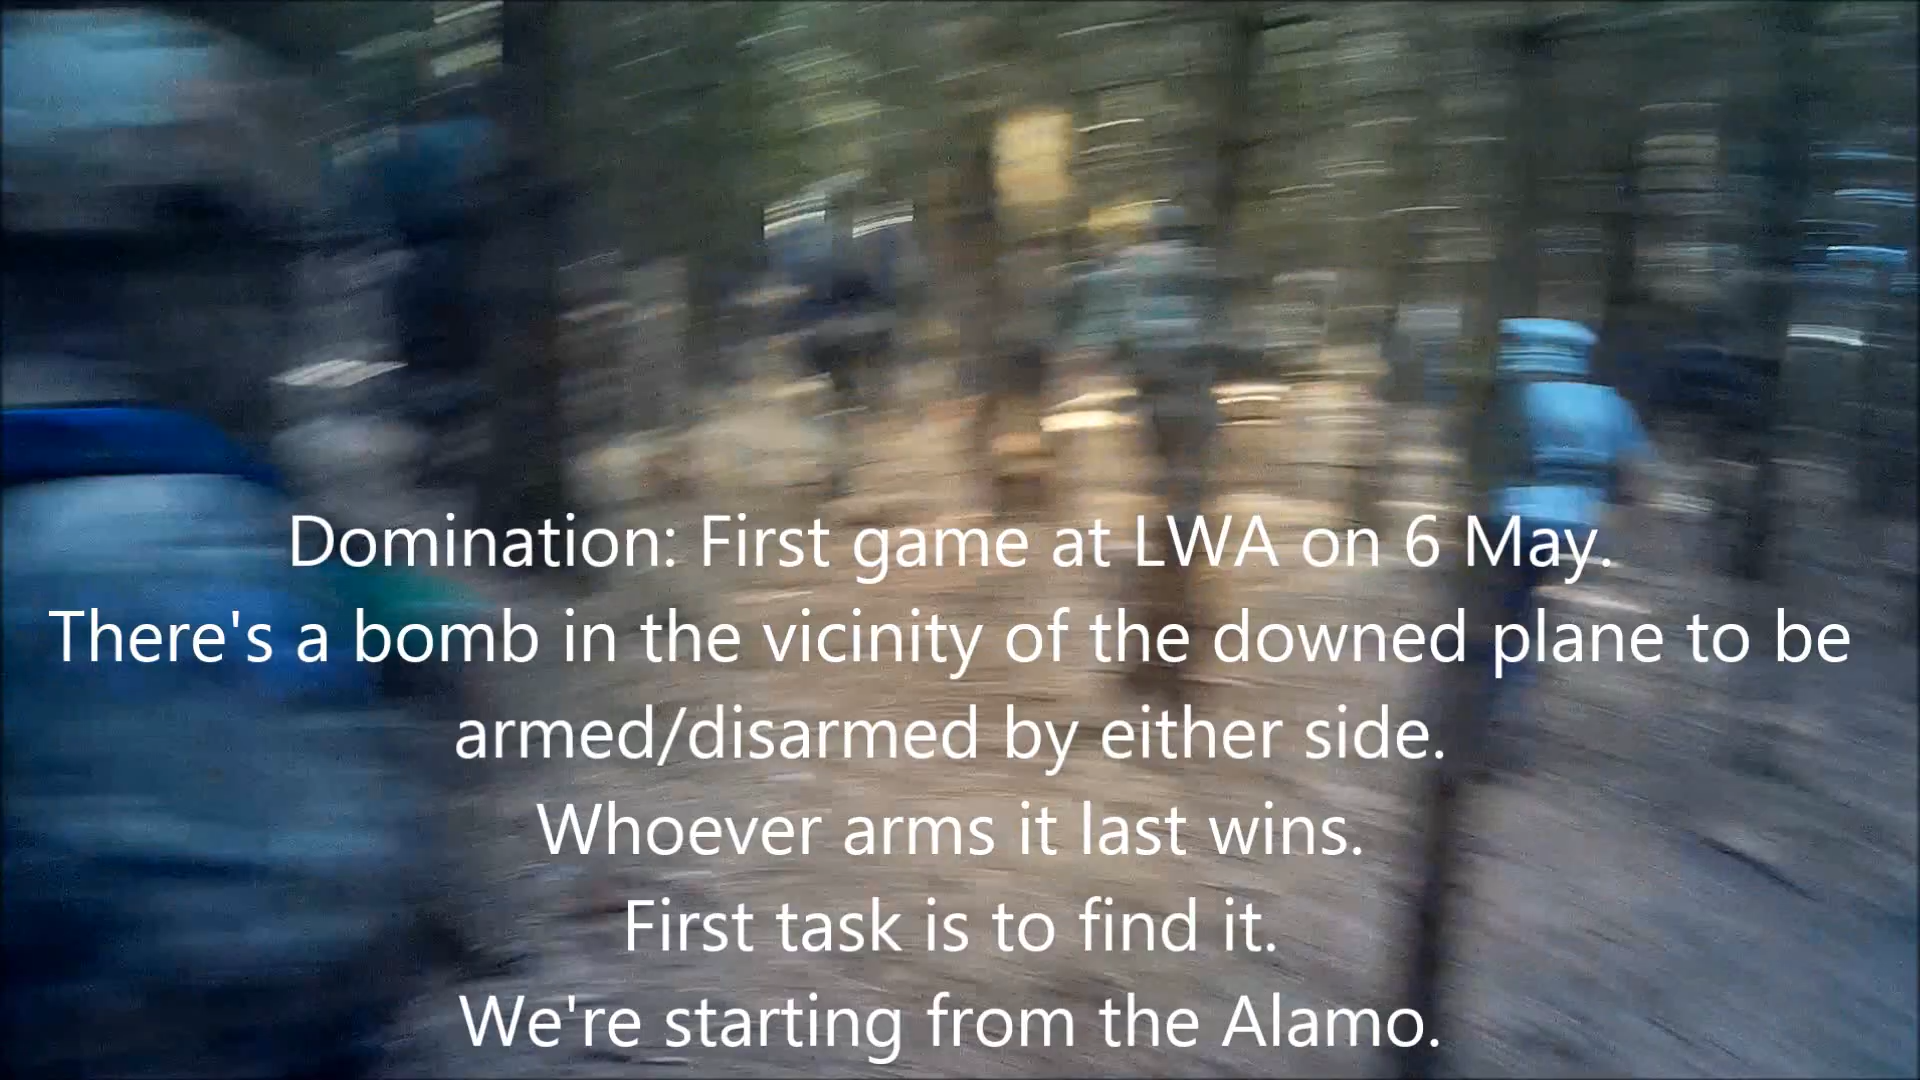 Domination: First game at LWA on 6 May.
There's a bomb in the vicinity of the downed plane to be
armed/disarmed by either side.
Whoever arms it last wins.
First task is to find it.
We're starting from the Alamo.